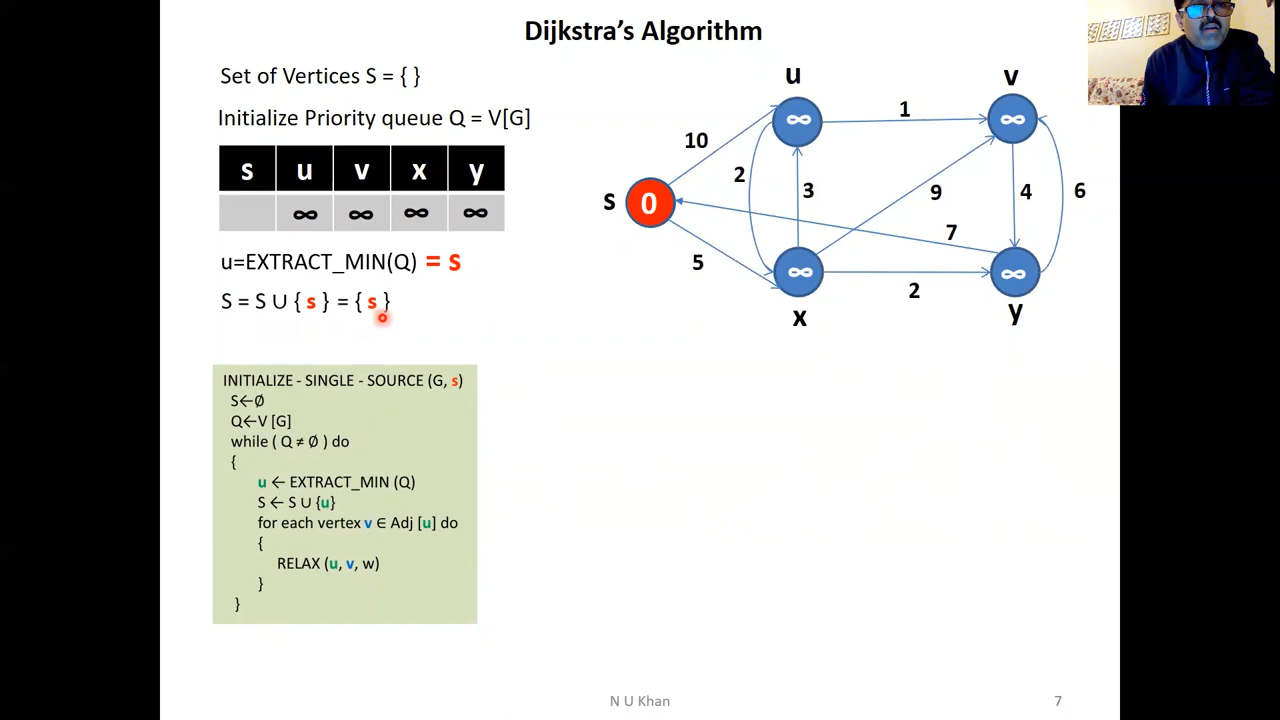 Dijkstra's Algorithm
Set of Vertices S = { }
Initialize Priority queue Q = V[G]
s u v x y
∞ ∞ ∞ ∞
u=EXTRACT_MIN(Q) = s
S = S ∪ { s } = { s }
INITIALIZE - SINGLE - SOURCE (G, s)
S←Ø
Q←V [G]
while ( Q ≠ Ø ) do
{
u ← EXTRACT_MIN (Q)
S ← S ∪ {u}
for each vertex v ∈ Adj [u] do
{
RELAX (u, v, w)
}
}
u
v
∞
∞
1
10
2
3
9
4
6
s
0
7
5
∞
∞
2
x
y
N U Khan
7